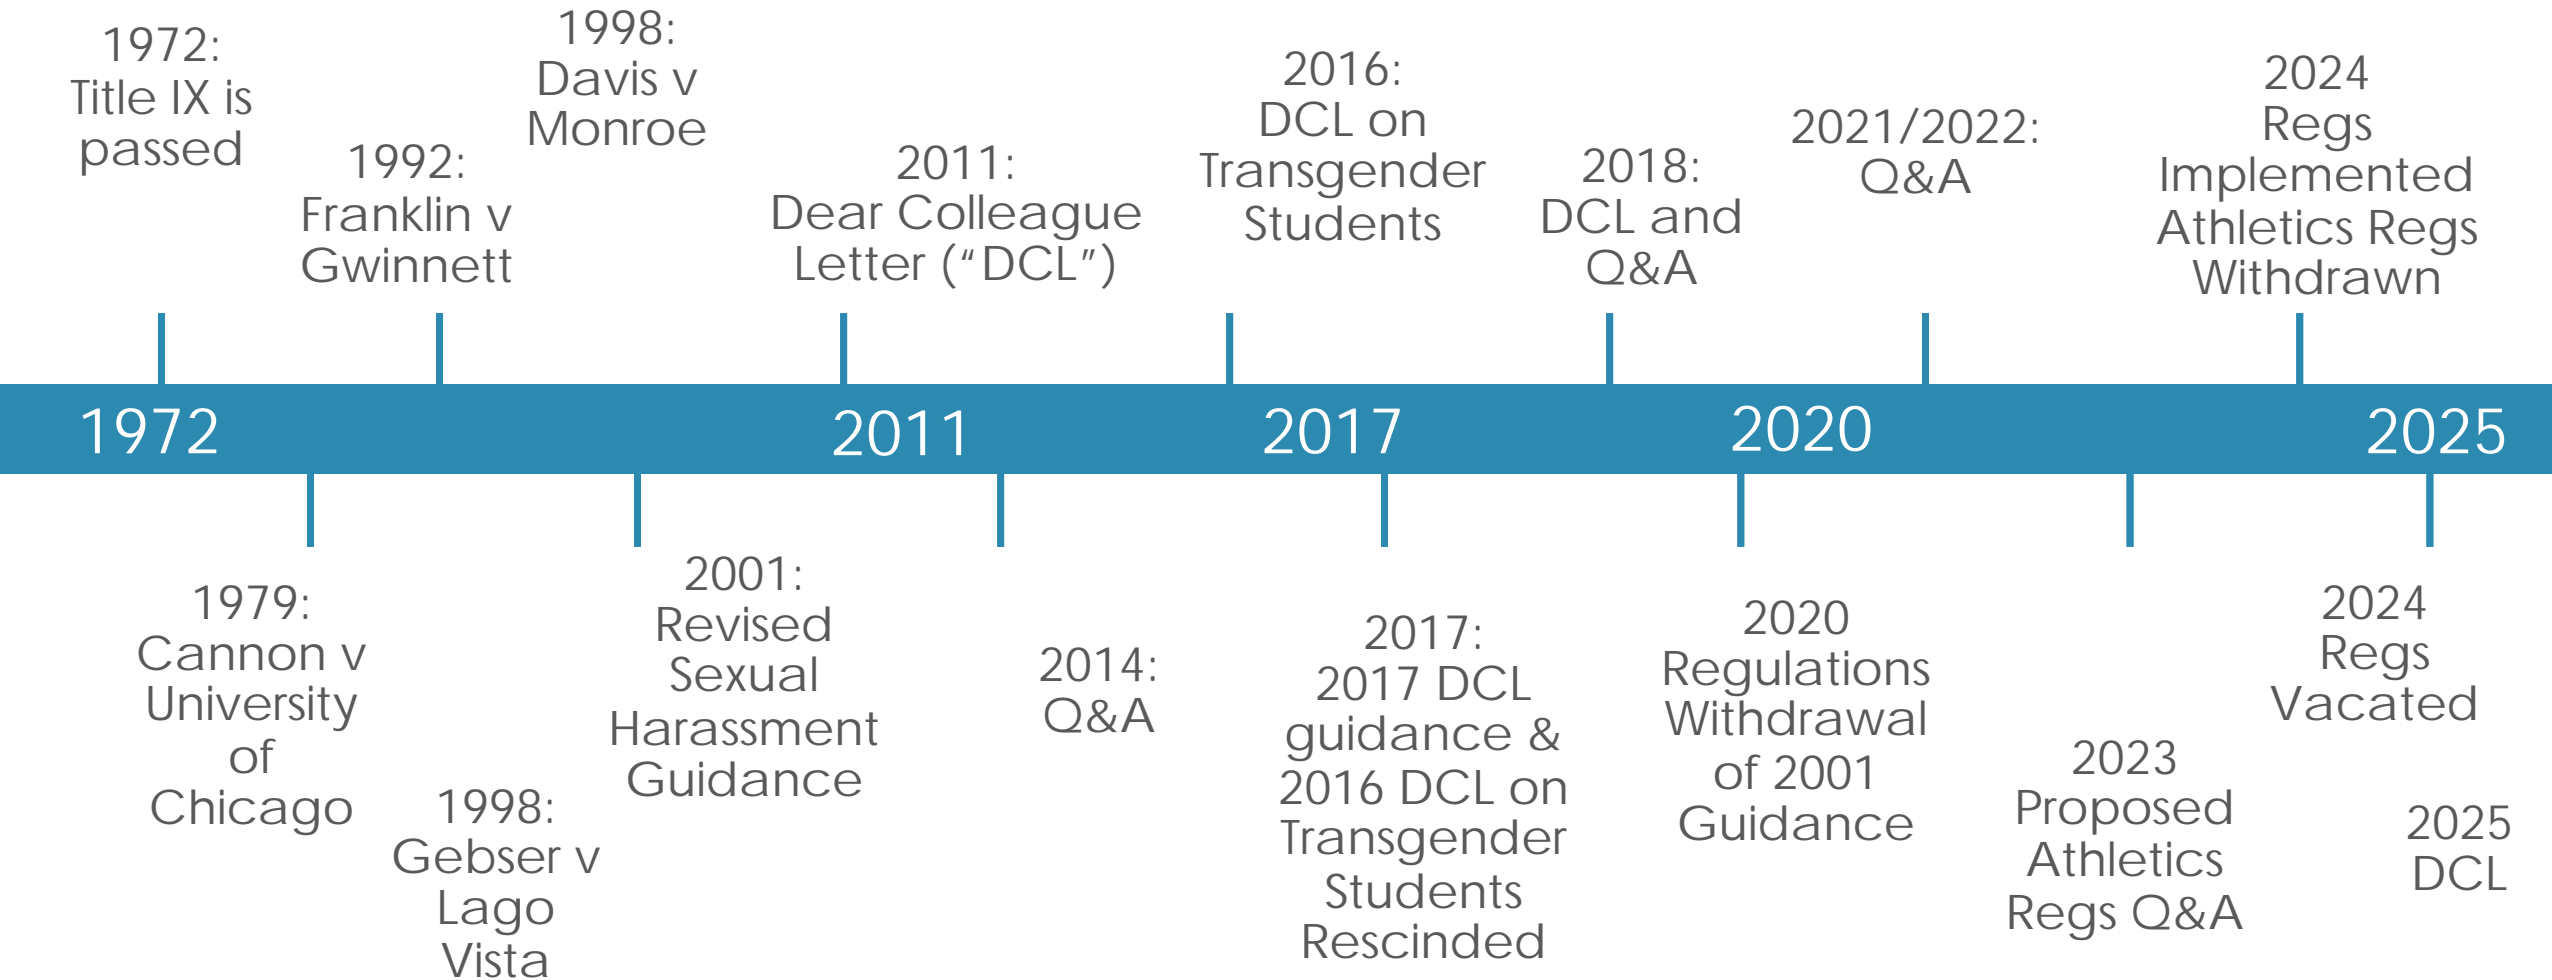 1972:
Title IX is
passed
1992:
Franklin v
Gwinnett
1998:
Davis v
Monroe
2011:
Dear Colleague
Letter (“DCL”)
2016:
DCL on
Transgender
Students
2018:
DCL and
Q&A
2021/2022:
Q&A
2024
Regs
Implemented
Athletics Regs
Withdrawn
1972
2011
2017
2020
2025
1979:
Cannon v
University
of
Chicago
1998:
Gebser v
Lago
Vista
2001:
Revised
Sexual
Harassment
Guidance
2014:
Q&A
2017:
2017 DCL
guidance &
2016 DCL on
Transgender
Students
Rescinded
2020
Regulations
Withdrawal
of 2001
Guidance
2023
Proposed
Athletics
Regs Q&A
2024
Regs
Vacated
2025
DCL